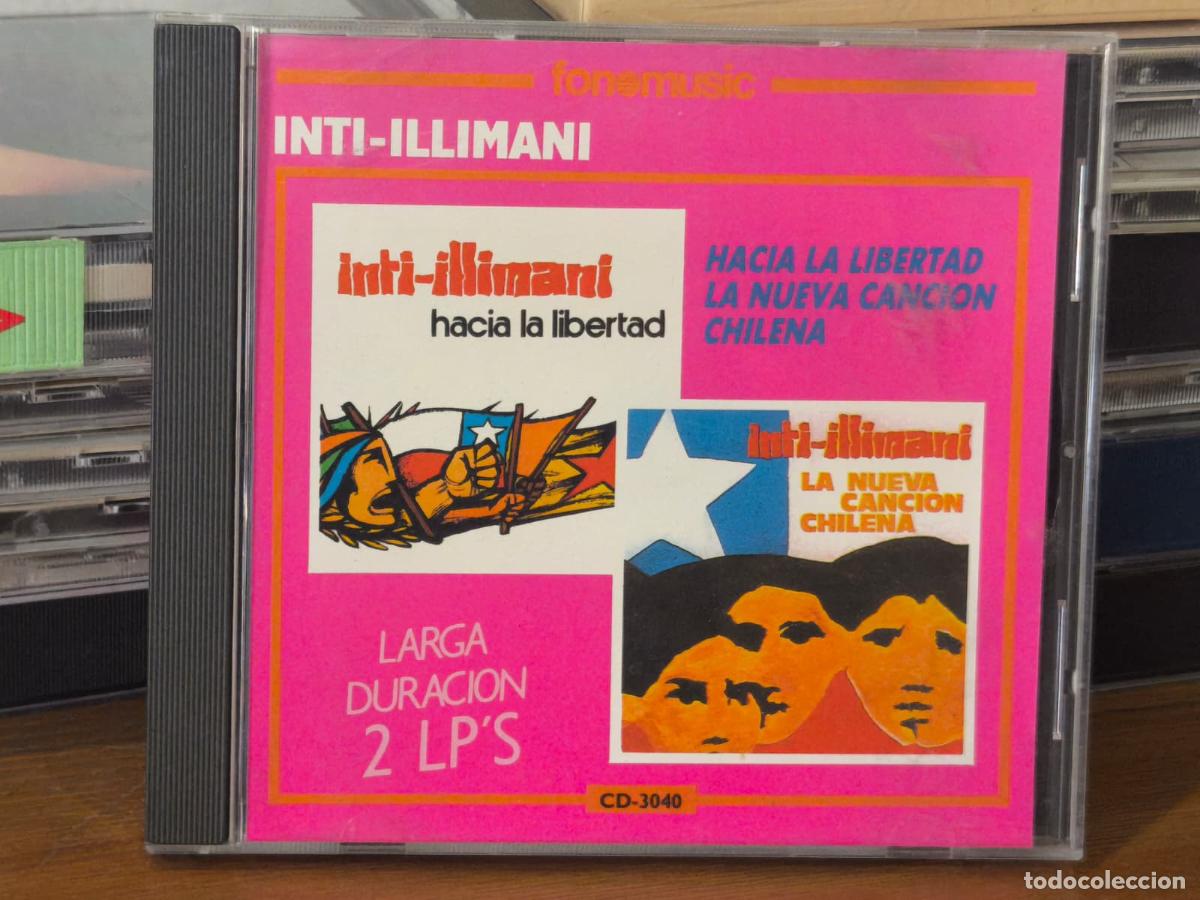 fonomusic
INTI-ILLIMANI
inti-illimani
hacia la libertad
HACIA LA LIBERTAD
LA NUEVA CANCION
CHILENA
inti-illimani
LA NUEVA
CANCION
CHILENA
LARGA
DURACION
2 LP'S
CD-3040
todocoleccion